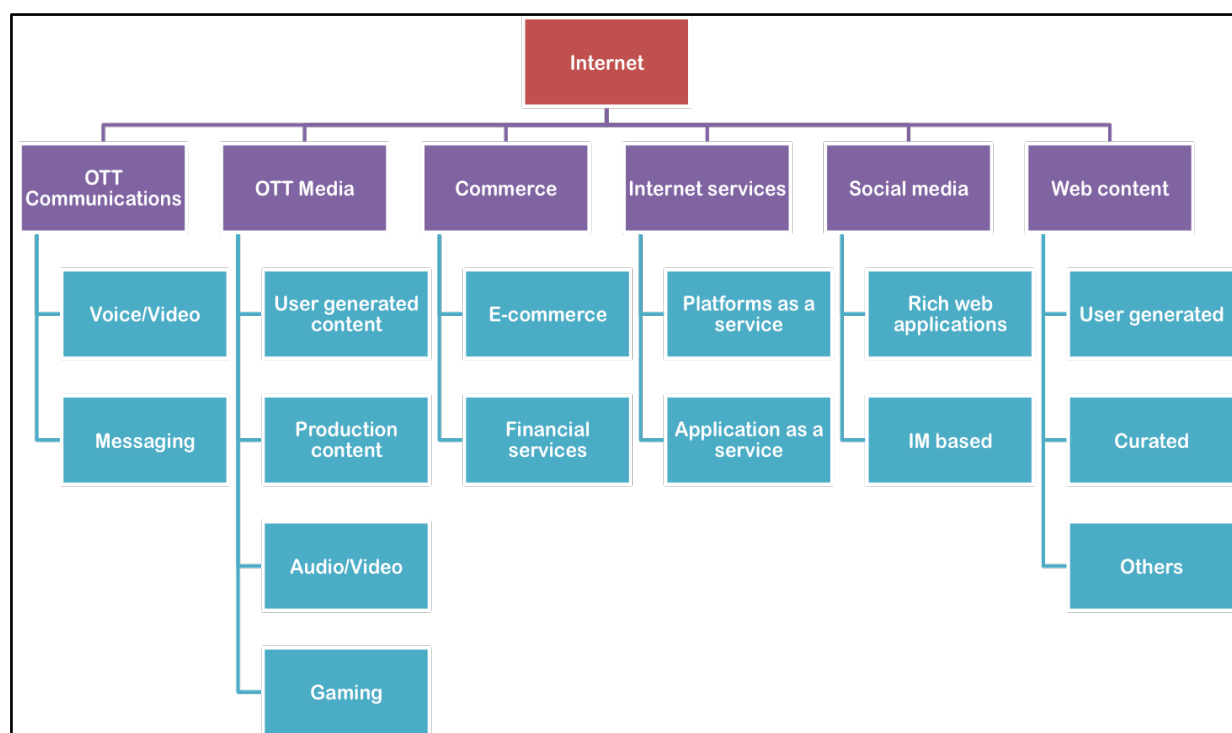 Internet
OTT
Communications
OTT Media
Commerce
Internet services
Social media
Web content
Voice/Video
User generated
content
E-commerce
Platforms as a
service
Rich web
applications
User generated
Messaging
Production
content
Financial
services
Application as a
service
IM based
Curated
Audio/Video
Others
Gaming